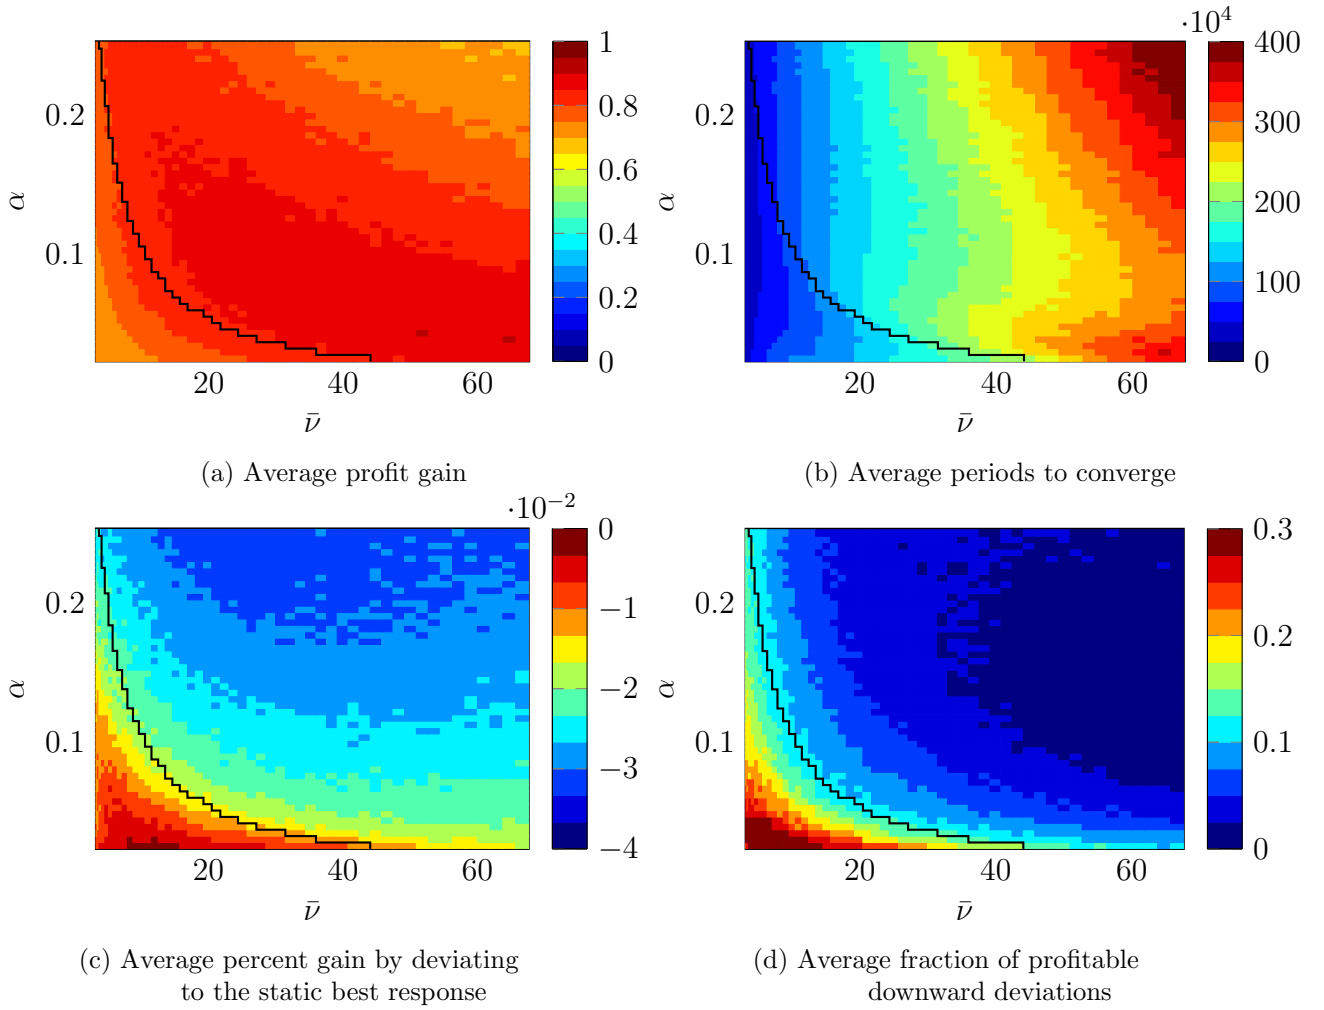 ·10⁴
1
0.8
0.6
0.4
0.2
0
0.2
0.1
α
20 40 60
ν̄
(a) Average profit gain
400
300
200
100
0
α
20 40 60
ν̄
(b) Average periods to converge
·10⁻²
0
−1
−2
−3
−4
0.2
0.1
α
20 40 60
ν̄
(c) Average percent gain by deviating
to the static best response
0.3
0.2
0.1
0
0.2
0.1
α
20 40 60
ν̄
(d) Average fraction of profitable
downward deviations
0.2
0.1